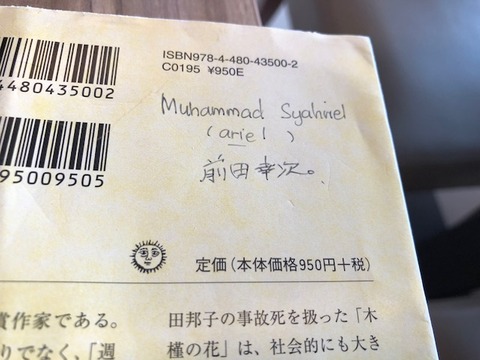 ISBN978-4-480-43500-2
C0195 ¥950E
4480435002
95009505
Muhammad Syahriel
(ariel)
前田幸次。
定価(本体価格950円+税)
賞作家である。
りでなく、「週
田邦子の事故死を扱った「木
槿の花」は、社会的にも大き